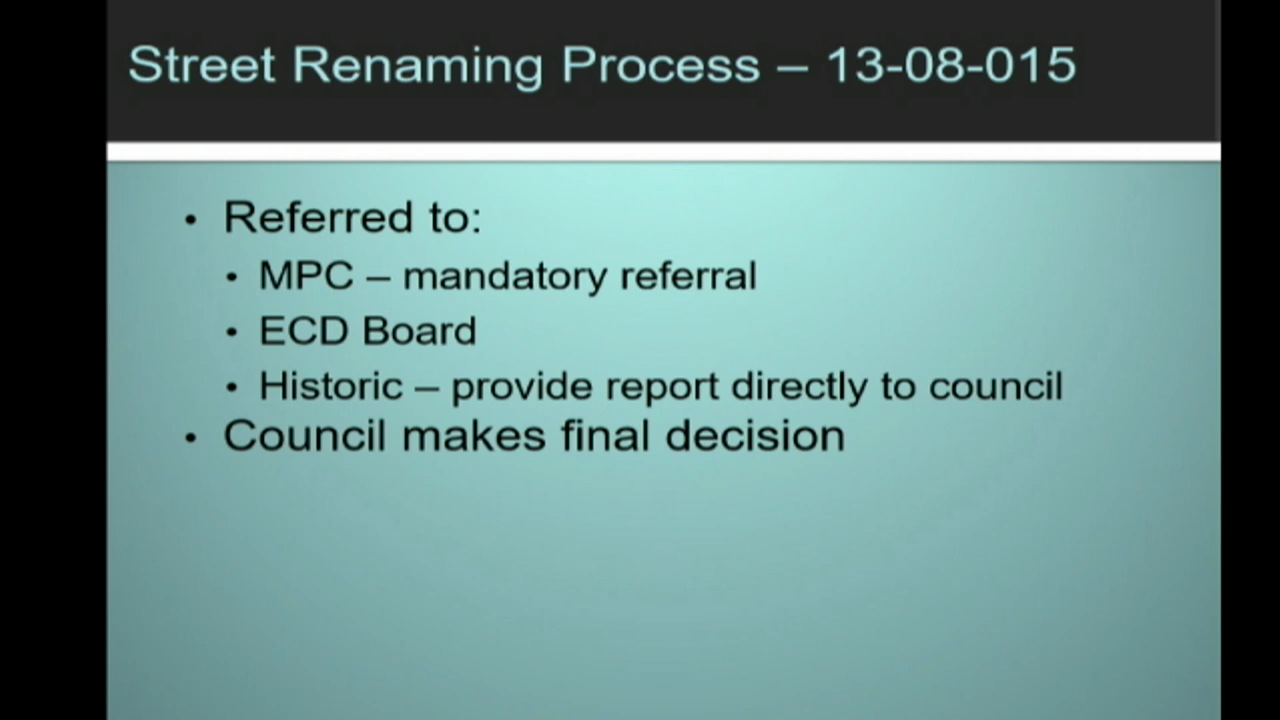 Street Renaming Process – 13-08-015
• Referred to:
• MPC – mandatory referral
• ECD Board
• Historic – provide report directly to council
• Council makes final decision